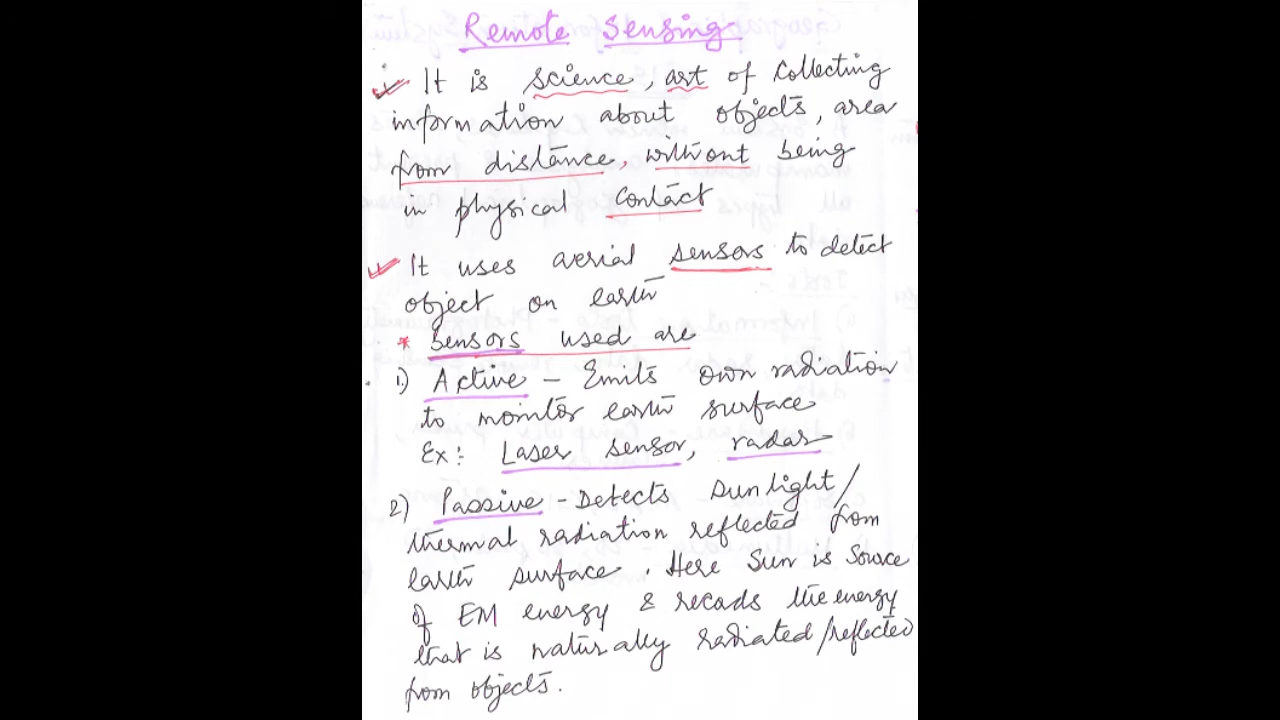 Remote Sensing
It is science, art of collecting
information about objects, area
from distance, without being
in physical contact
It uses averial sensors to detect
object on earth
* Sensors used are
1) Active - Emits own radiation
to monitor earth surface
Ex: Laser sensor, radar
2) Passive - Detects sunlight/
thermal radiation reflected from
earth surface. Here Sun is source
of EM energy & recads the energy
that is naturally radiated/reflected
from objects.